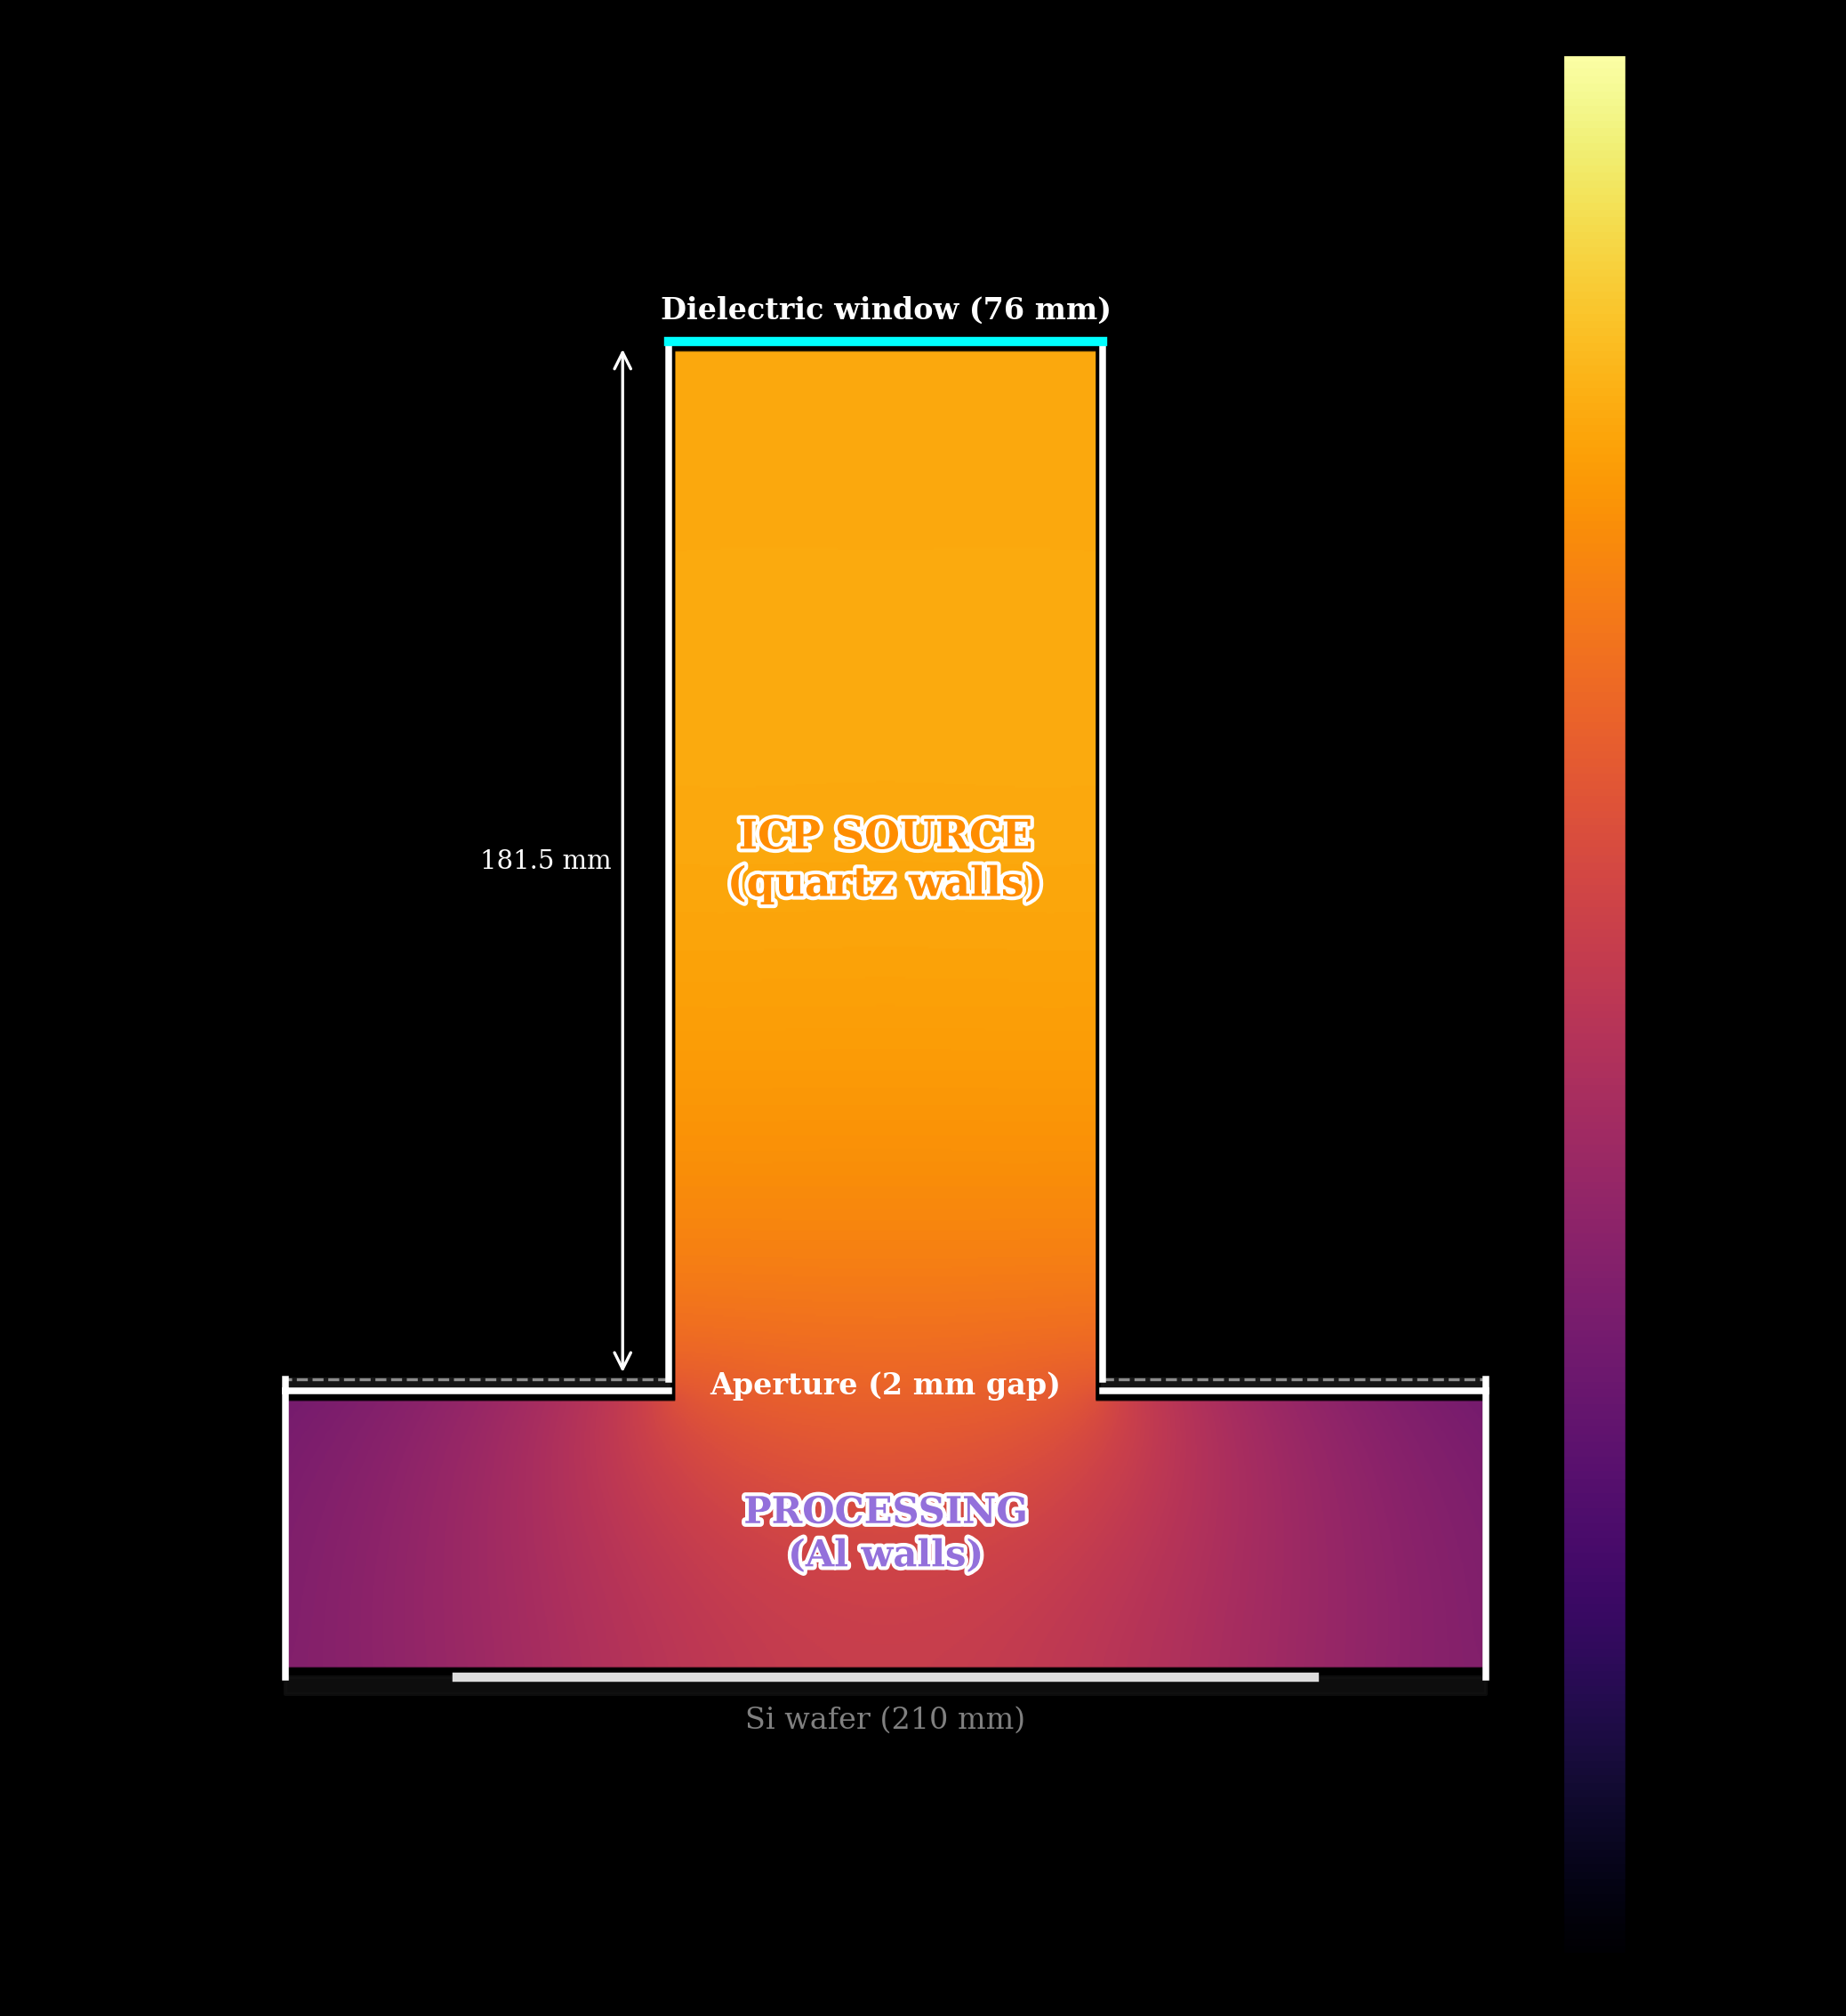 Dielectric window (76 mm)
ICP SOURCE
(quartz walls)
181.5 mm
Aperture (2 mm gap)
PROCESSING
(Al walls)
Si wafer (210 mm)